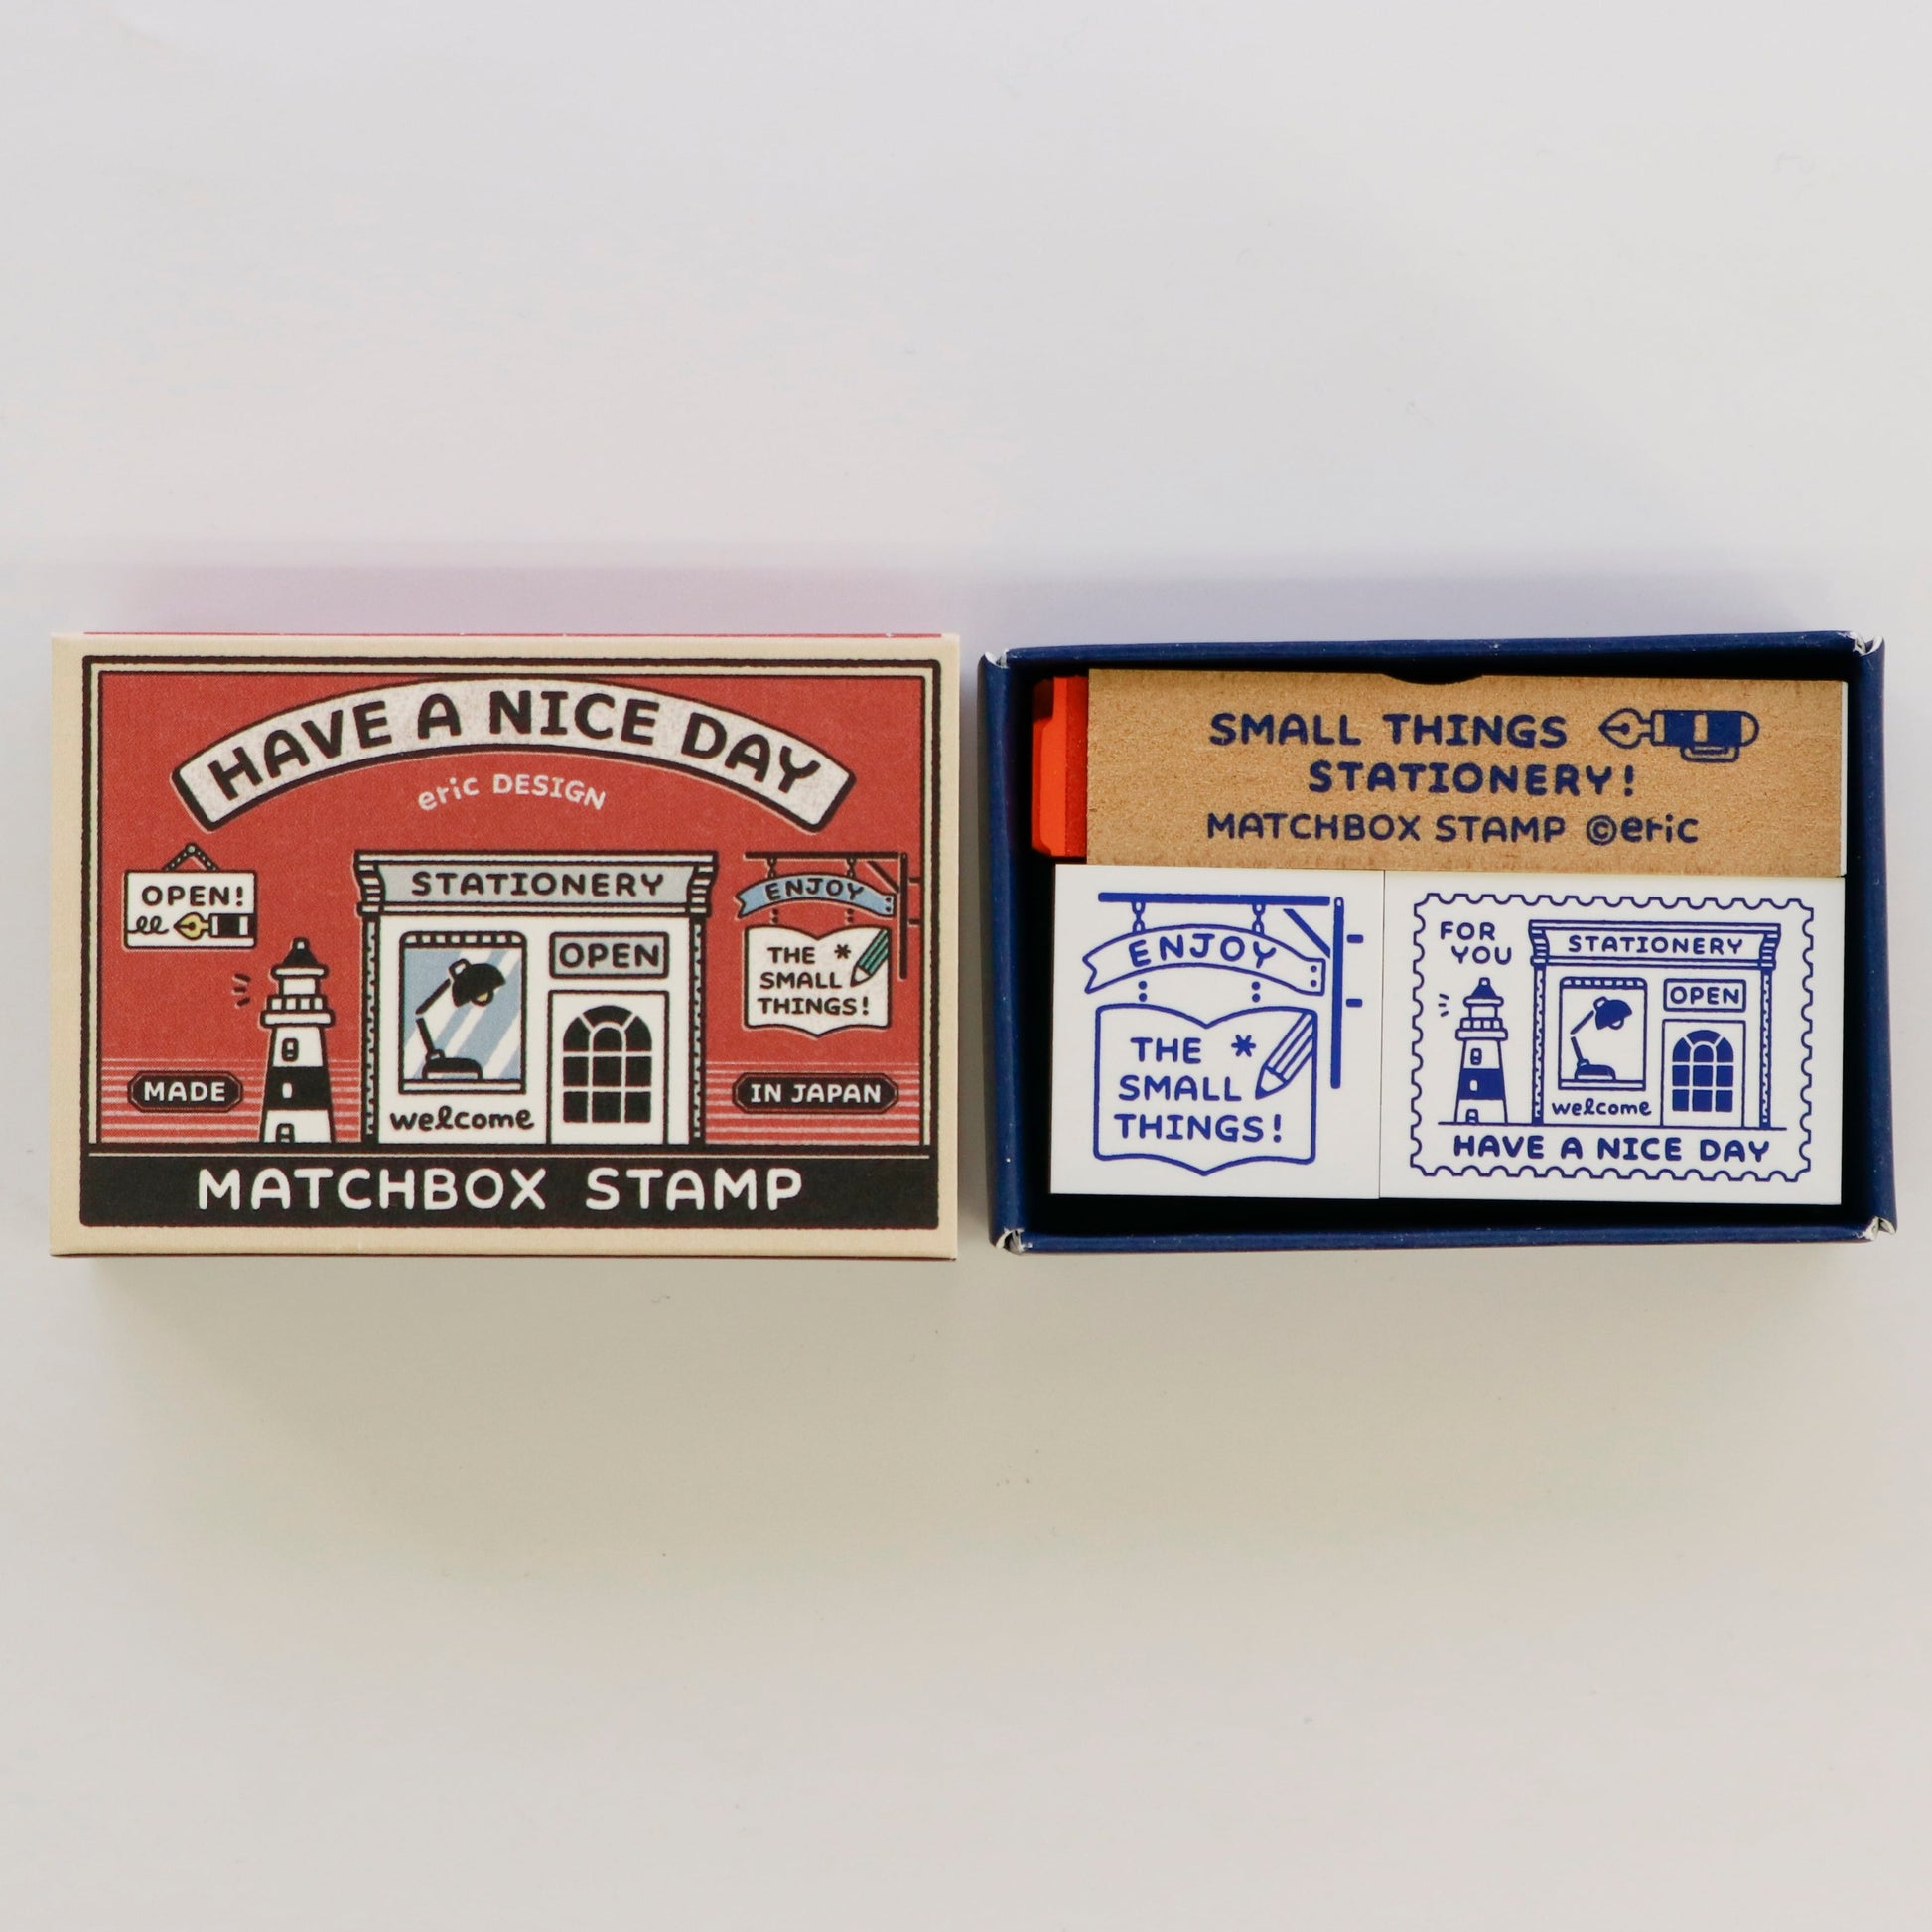 HAVE A NICE DAY
eric DESIGN
OPEN!
STATIONERY
OPEN
welcome
ENJOY
THE
SMALL
THINGS!
MADE
IN JAPAN
MATCHBOX STAMP
SMALL THINGS
STATIONERY!
MATCHBOX STAMP ©eric
ENJOY
THE
SMALL
THINGS!
FOR
YOU
STATIONERY
OPEN
welcome
HAVE A NICE DAY